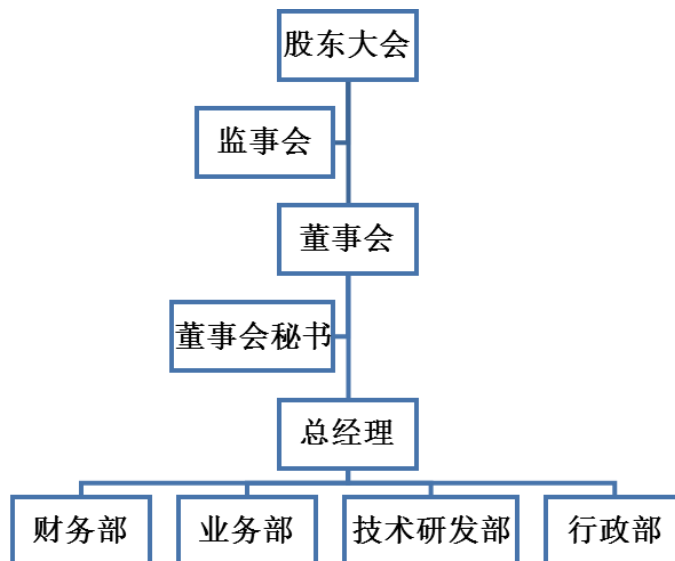 股东大会
监事会
董事会
董事会秘书
总经理
财务部
业务部
技术研发部
行政部